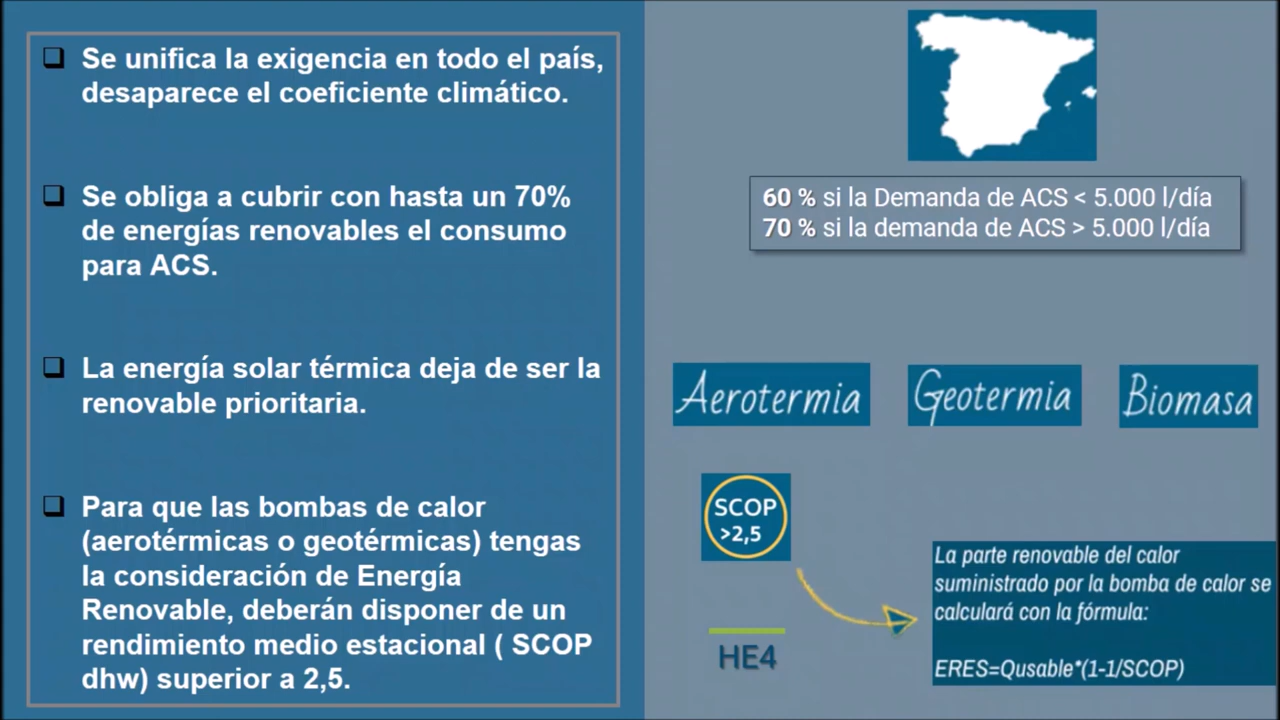 Se unifica la exigencia en todo el país,
desaparece el coeficiente climático.
Se obliga a cubrir con hasta un 70%
de energías renovables el consumo
para ACS.
La energía solar térmica deja de ser la
renovable prioritaria.
Para que las bombas de calor
(aerotérmicas o geotérmicas) tengas
la consideración de Energía
Renovable, deberán disponer de un
rendimiento medio estacional ( SCOP
dhw) superior a 2,5.
60 % si la Demanda de ACS < 5.000 l/día
70 % si la demanda de ACS > 5.000 l/día
Aerotermia
Geotermia
Biomasa
SCOP
>2,5
HE4
La parte renovable del calor
suministrado por la bomba de calor se
calculará con la fórmula:
ERES=Qusable*(1-1/SCOP)